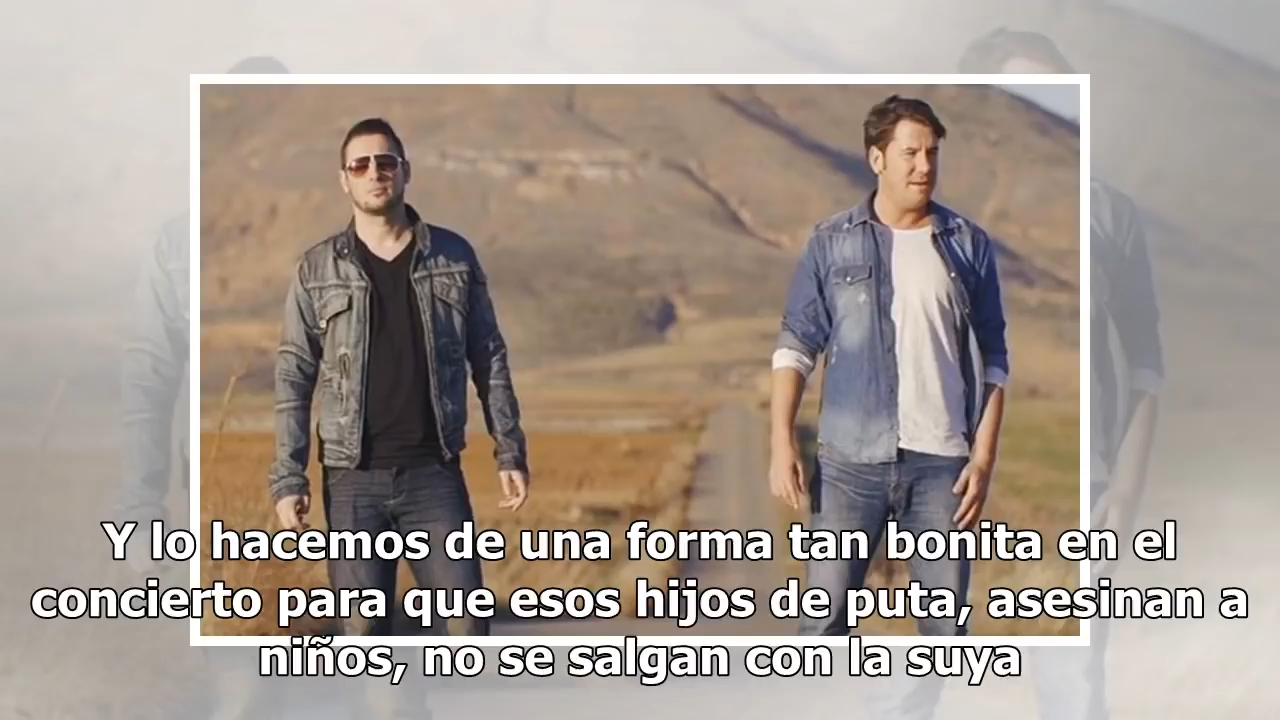 Y lo hacemos de una forma tan bonita en el
concierto para que esos hijos de puta, asesinan a
niños, no se salgan con la suya